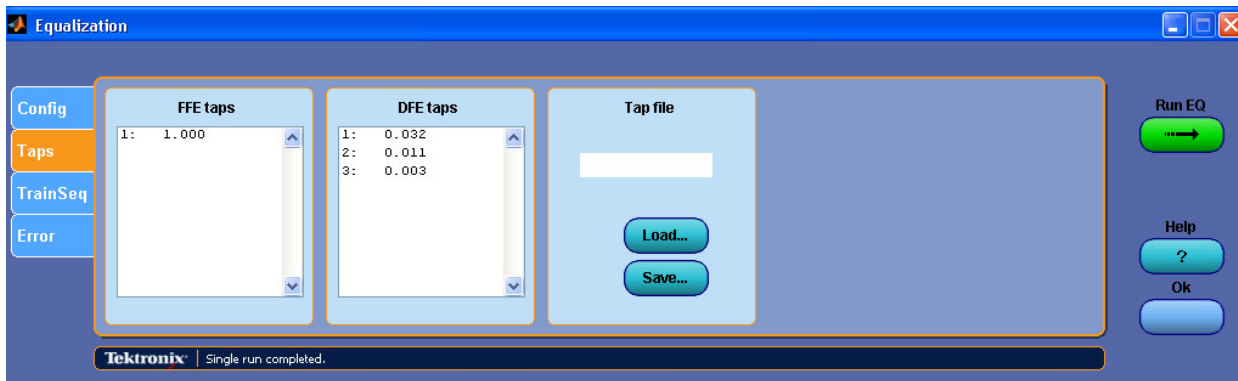 Equalization
Config
Taps
TrainSeq
Error
FFE taps
1: 1.000
DFE taps
1: 0.032
2: 0.011
3: 0.003
Tap file
Load...
Save...
Run EQ
Help
?
Ok
Tektronix Single run completed.